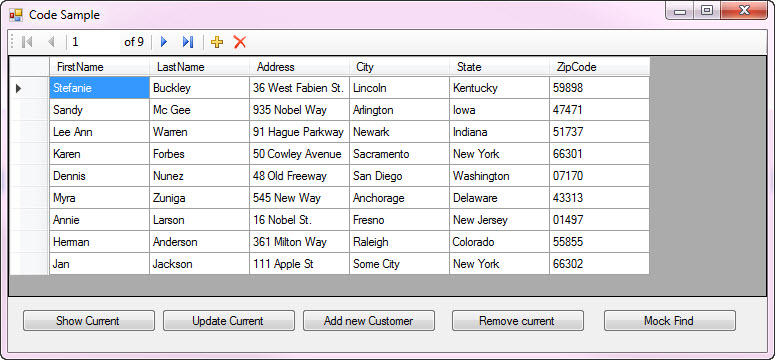 Code Sample
1 of 9
FirstName LastName Address City State ZipCode
Stefanie Buckley 36 West Fabien St. Lincoln Kentucky 59898
Sandy Mc Gee 935 Nobel Way Arlington Iowa 47471
Lee Ann Warren 91 Hague Parkway Newark Indiana 51737
Karen Forbes 50 Cowley Avenue Sacramento New York 66301
Dennis Nunez 48 Old Freeway San Diego Washington 07170
Myra Zuniga 545 New Way Anchorage Delaware 43313
Annie Larson 16 Nobel St. Fresno New Jersey 01497
Herman Anderson 361 Milton Way Raleigh Colorado 55855
Jan Jackson 111 Apple St Some City New York 66302
Show Current Update Current Add new Customer Remove current Mock Find